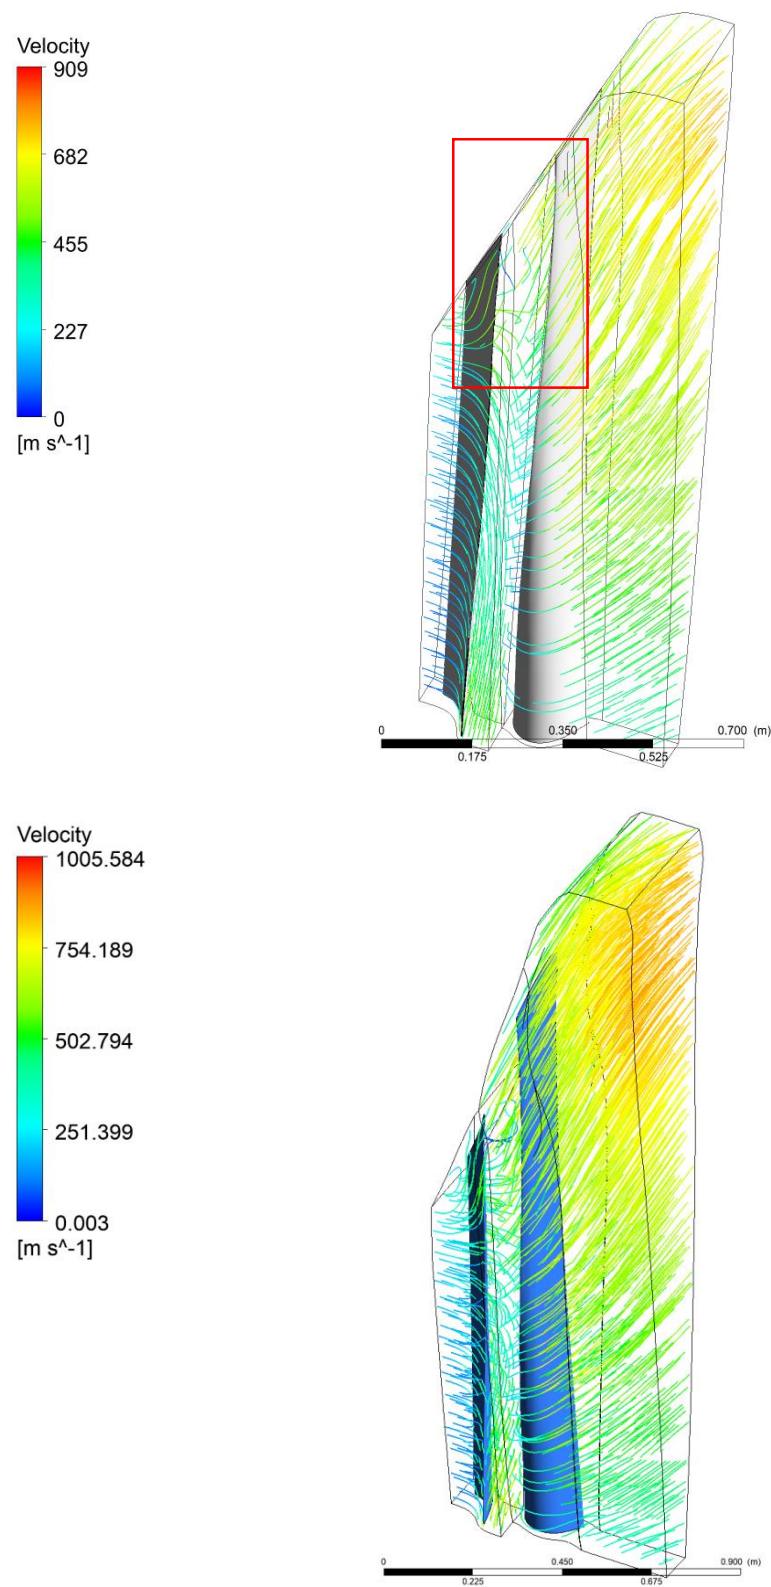 Velocity
909
682
455
227
0
[m s^-1]
0 0.350 0.700 (m)
0.175 0.525
Velocity
1005.584
754.189
502.794
251.399
0.003
[m s^-1]
0 0.450 0.900 (m)
0.225 0.675